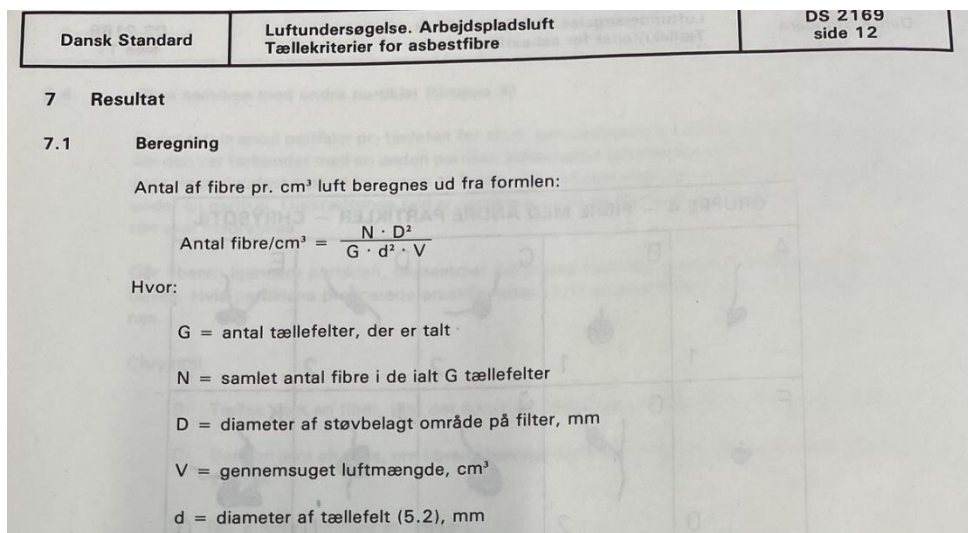 Dansk Standard
Luftundersøgelse. Arbejdspladsluft
Tællekriterier for asbestfibre
DS 2169
side 12
7 Resultat
7.1 Beregning
Antal af fibre pr. cm³ luft beregnes ud fra formlen:
Antal fibre/cm³ = N · D² / G · d² · V
Hvor:
G = antal tællefelter, der er talt
N = samlet antal fibre i de ialt G tællefelter
D = diameter af støvbelagt område på filter, mm
V = gennemsuget luftmængde, cm³
d = diameter af tællefelt (5.2), mm